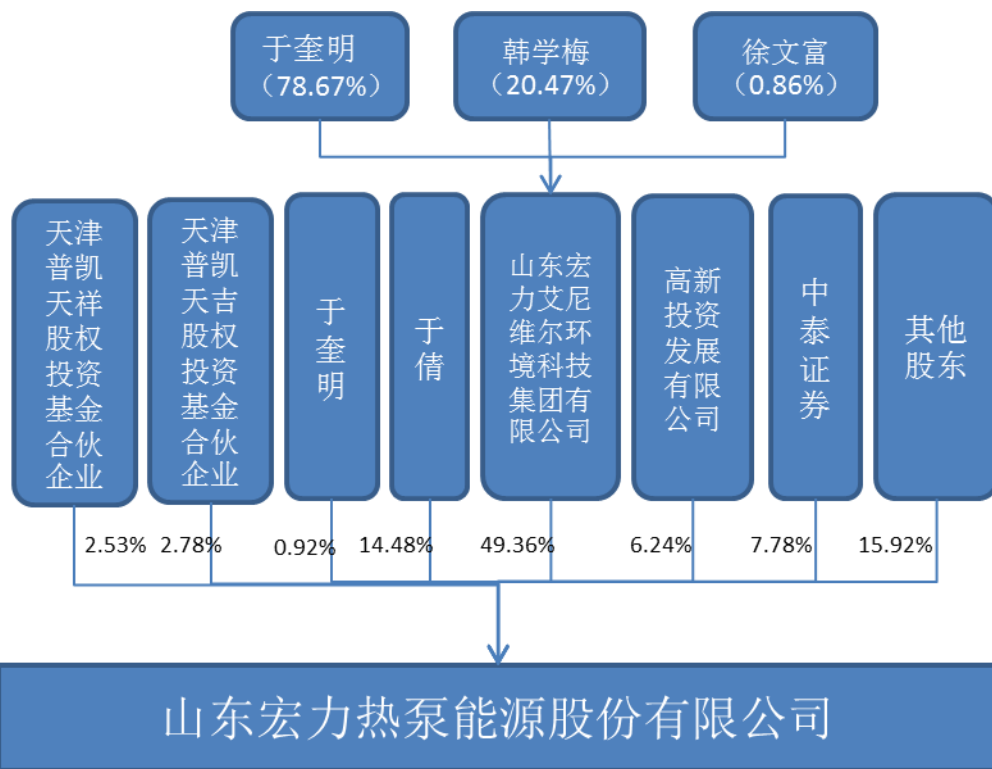 于奎明
（78.67%）
韩学梅
（20.47%）
徐文富
（0.86%）
天津
普凯
天祥
股权
投资
基金
合伙
企业
天津
普凯
天吉
股权
投资
基金
合伙
企业
于
奎
明
于
倩
山东宏
力艾尼
维尔环
境科技
集团有
限公司
高新
投资
发展
有限
公司
中
泰
证
券
其他
股东
2.53%
2.78%
0.92%
14.48%
49.36%
6.24%
7.78%
15.92%
山东宏力热泵能源股份有限公司